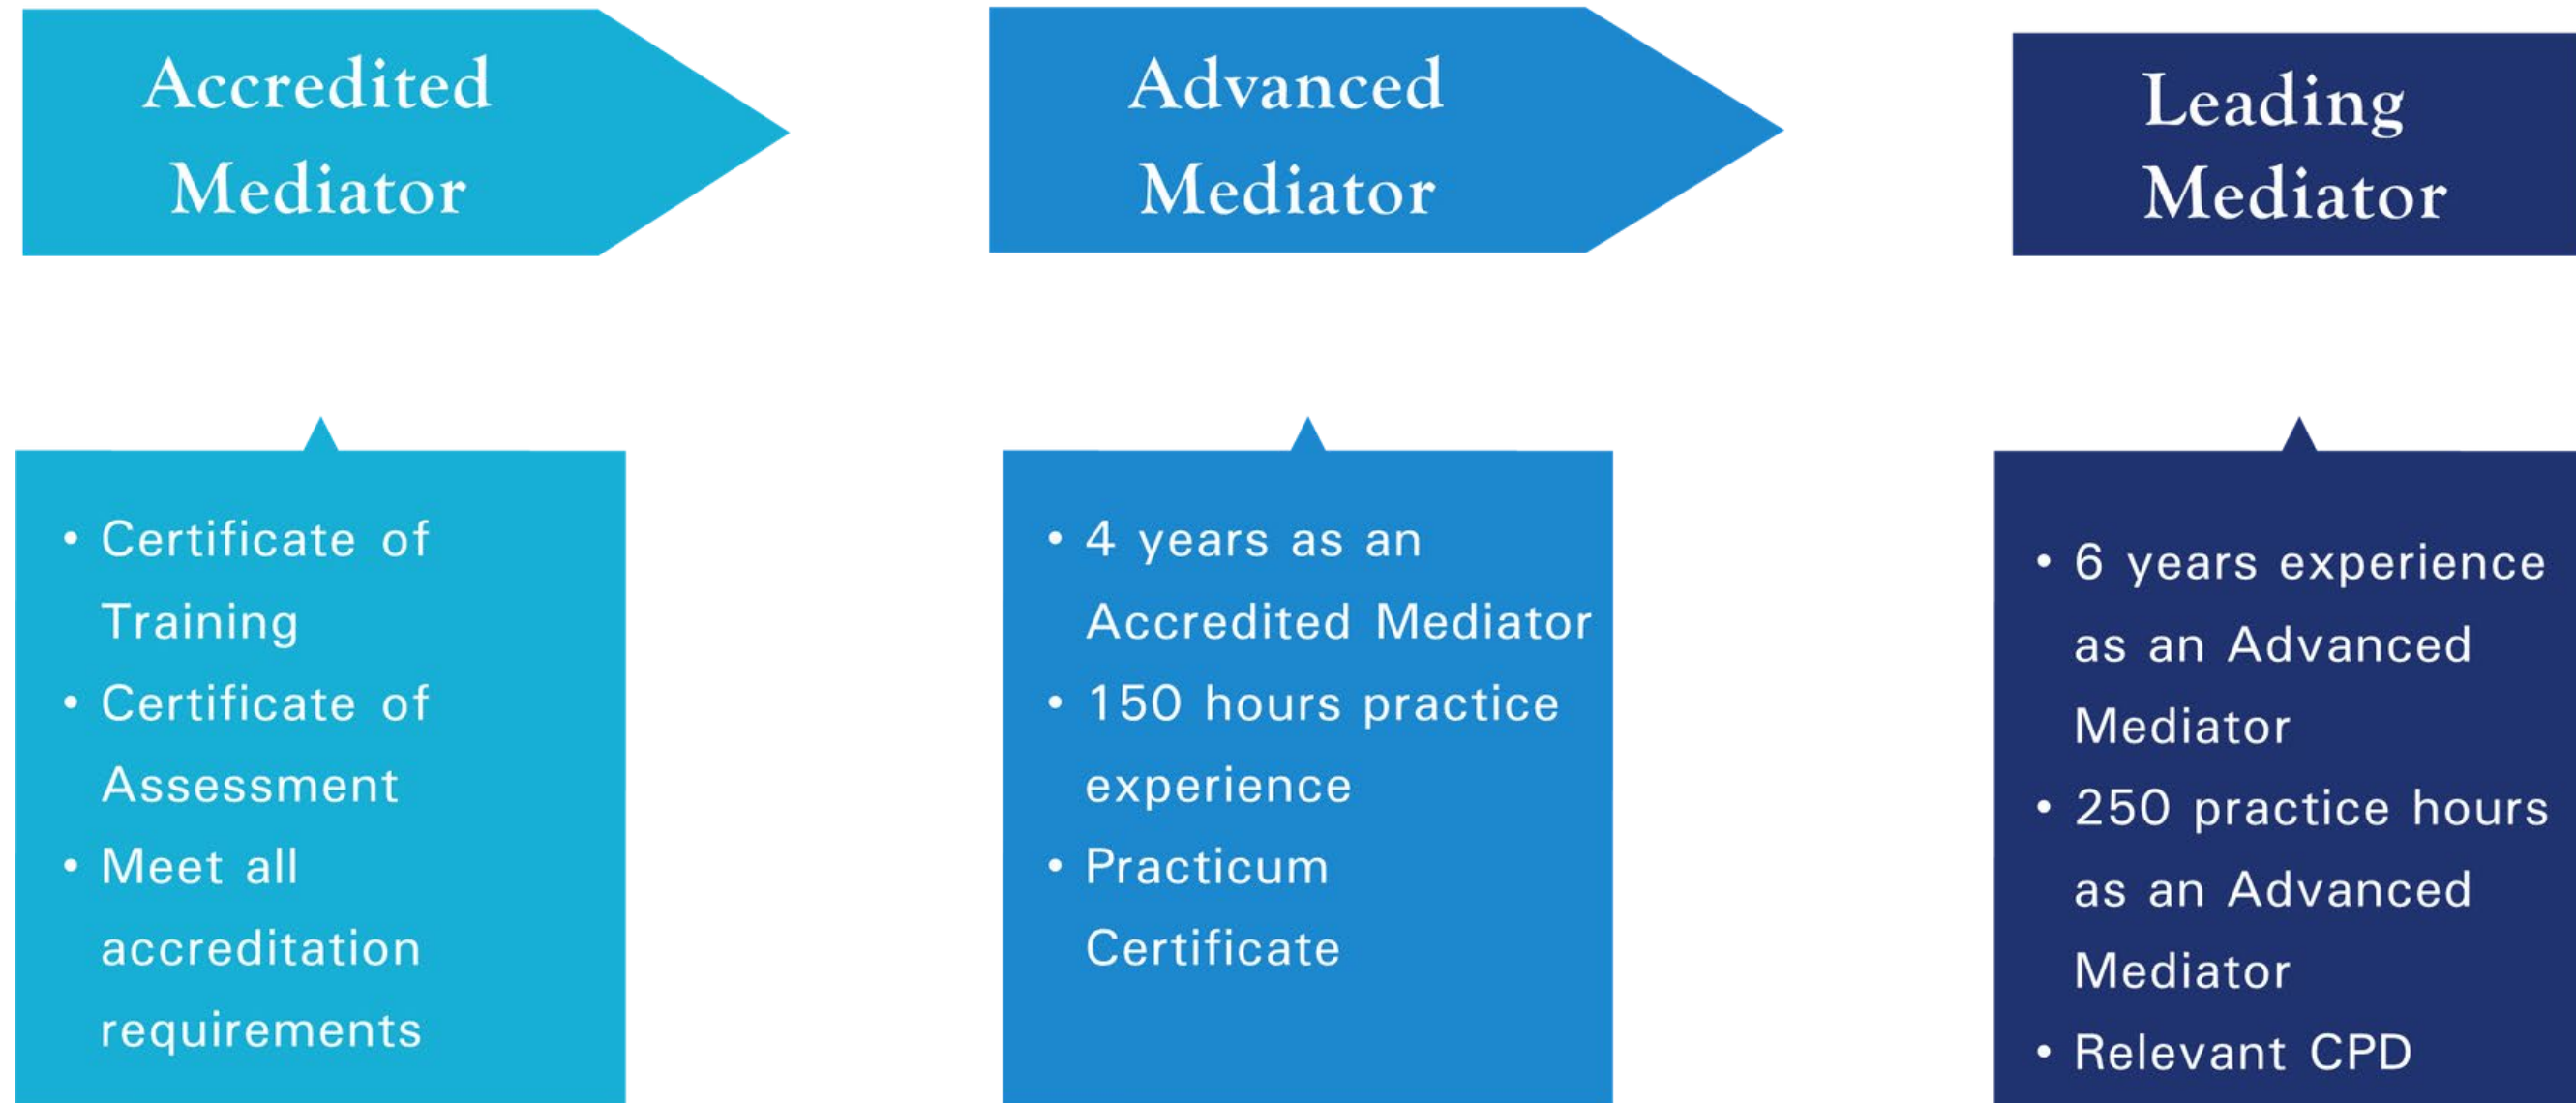 Accredited
Mediator
Advanced
Mediator
Leading
Mediator
• Certificate of
Training
• Certificate of
Assessment
• Meet all
accreditation
requirements
• 4 years as an
Accredited Mediator
• 150 hours practice
experience
• Practicum
Certificate
• 6 years experience
as an Advanced
Mediator
• 250 practice hours
as an Advanced
Mediator
• Relevant CPD